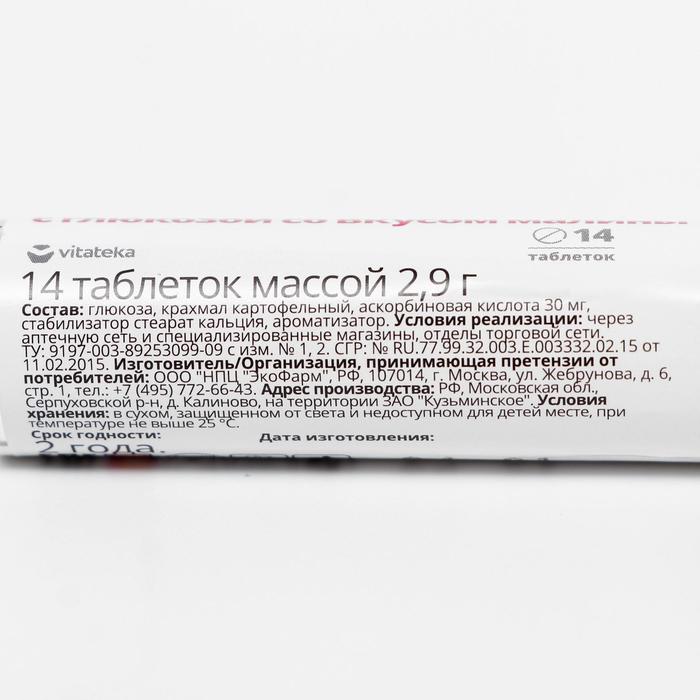 с глюкозой со вкусом малины
vitateka
14
таблеток
14 таблеток массой 2,9 г
Состав: глюкоза, крахмал картофельный, аскорбиновая кислота 30 мг,
стабилизатор стеарат кальция, ароматизатор. Условия реализации: через
аптечную сеть и специализированные магазины, отделы торговой сети.
ТУ: 9197-003-89253099-09 с изм. № 1, 2. СГР: № RU.77.99.32.003.Е.003332.02.15 от
11.02.2015. Изготовитель/Организация, принимающая претензии от
потребителей: ООО "НПЦ "ЭкоФарм", РФ, 107014, г. Москва, ул. Жебрунова, д. 6,
стр. 1, тел.: +7 (495) 772-66-43. Адрес производства: РФ, Московская обл.,
Серпуховской р-н, д. Калиново, на территории ЗАО "Кузьминское". Условия
хранения: в сухом, защищенном от света и недоступном для детей месте, при
температуре не выше 25 °С.
Срок годности: Дата изготовления:
2 года.